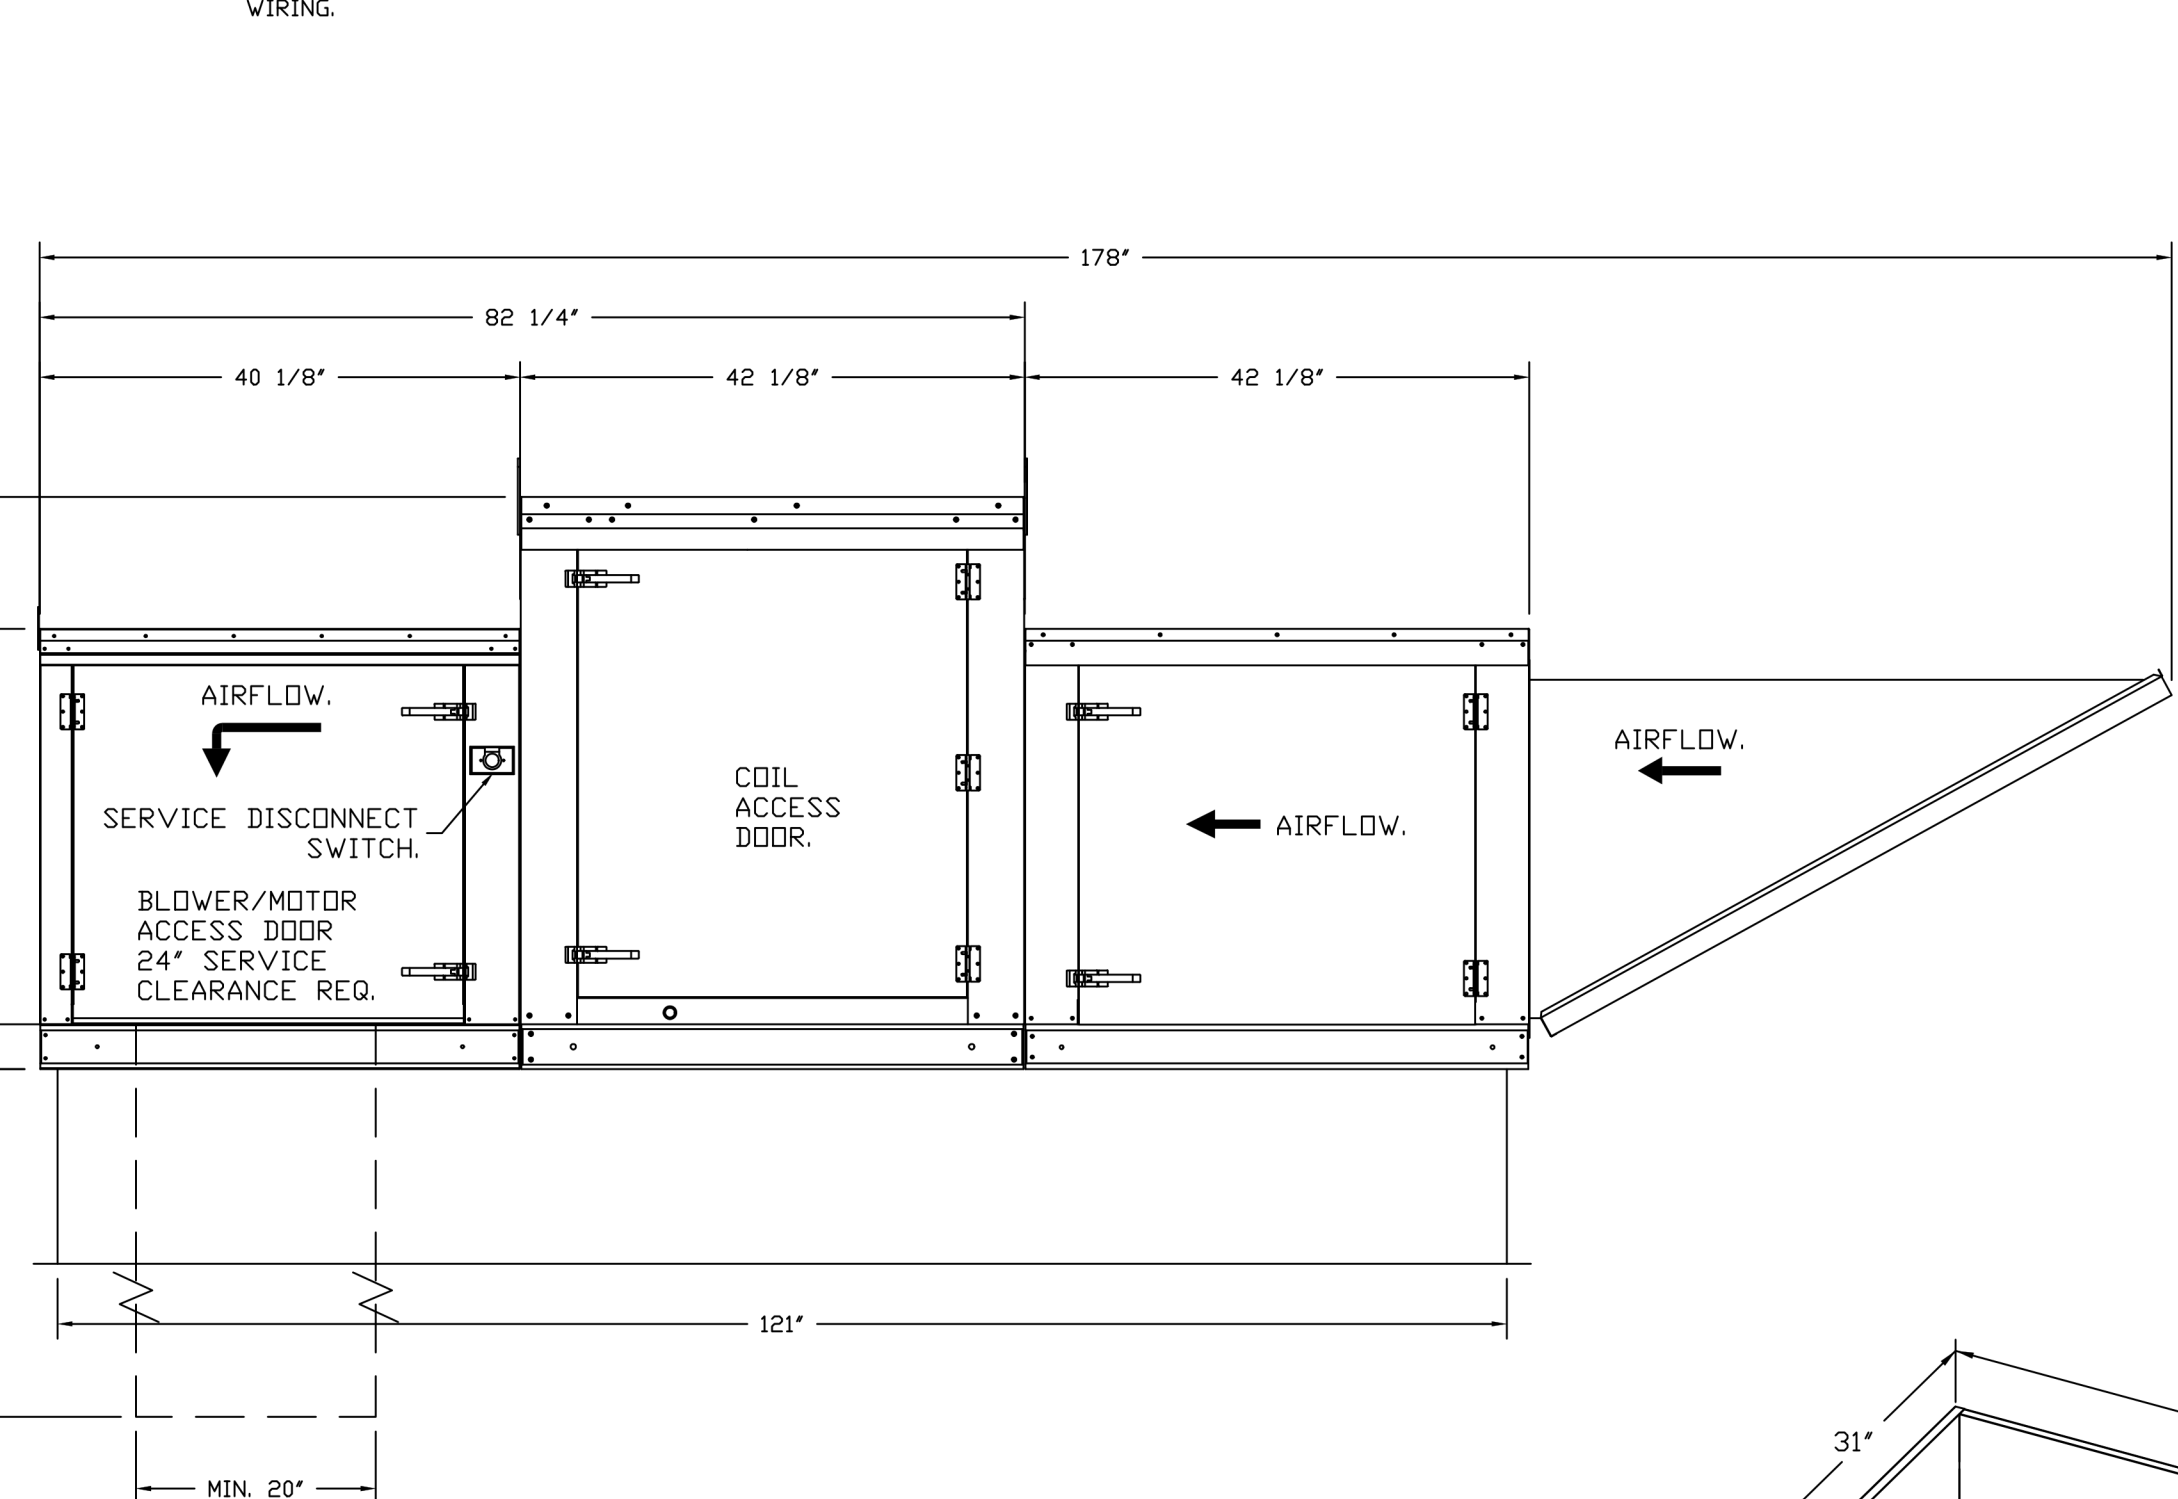 WIRING.
178"
82 1/4"
40 1/8"
42 1/8"
42 1/8"
AIRFLOW.
SERVICE DISCONNECT
SWITCH.
BLOWER/MOTOR
ACCESS DOOR
24" SERVICE
CLEARANCE REQ.
COIL
ACCESS
DOOR.
AIRFLOW.
AIRFLOW.
121"
31"
MIN. 20"